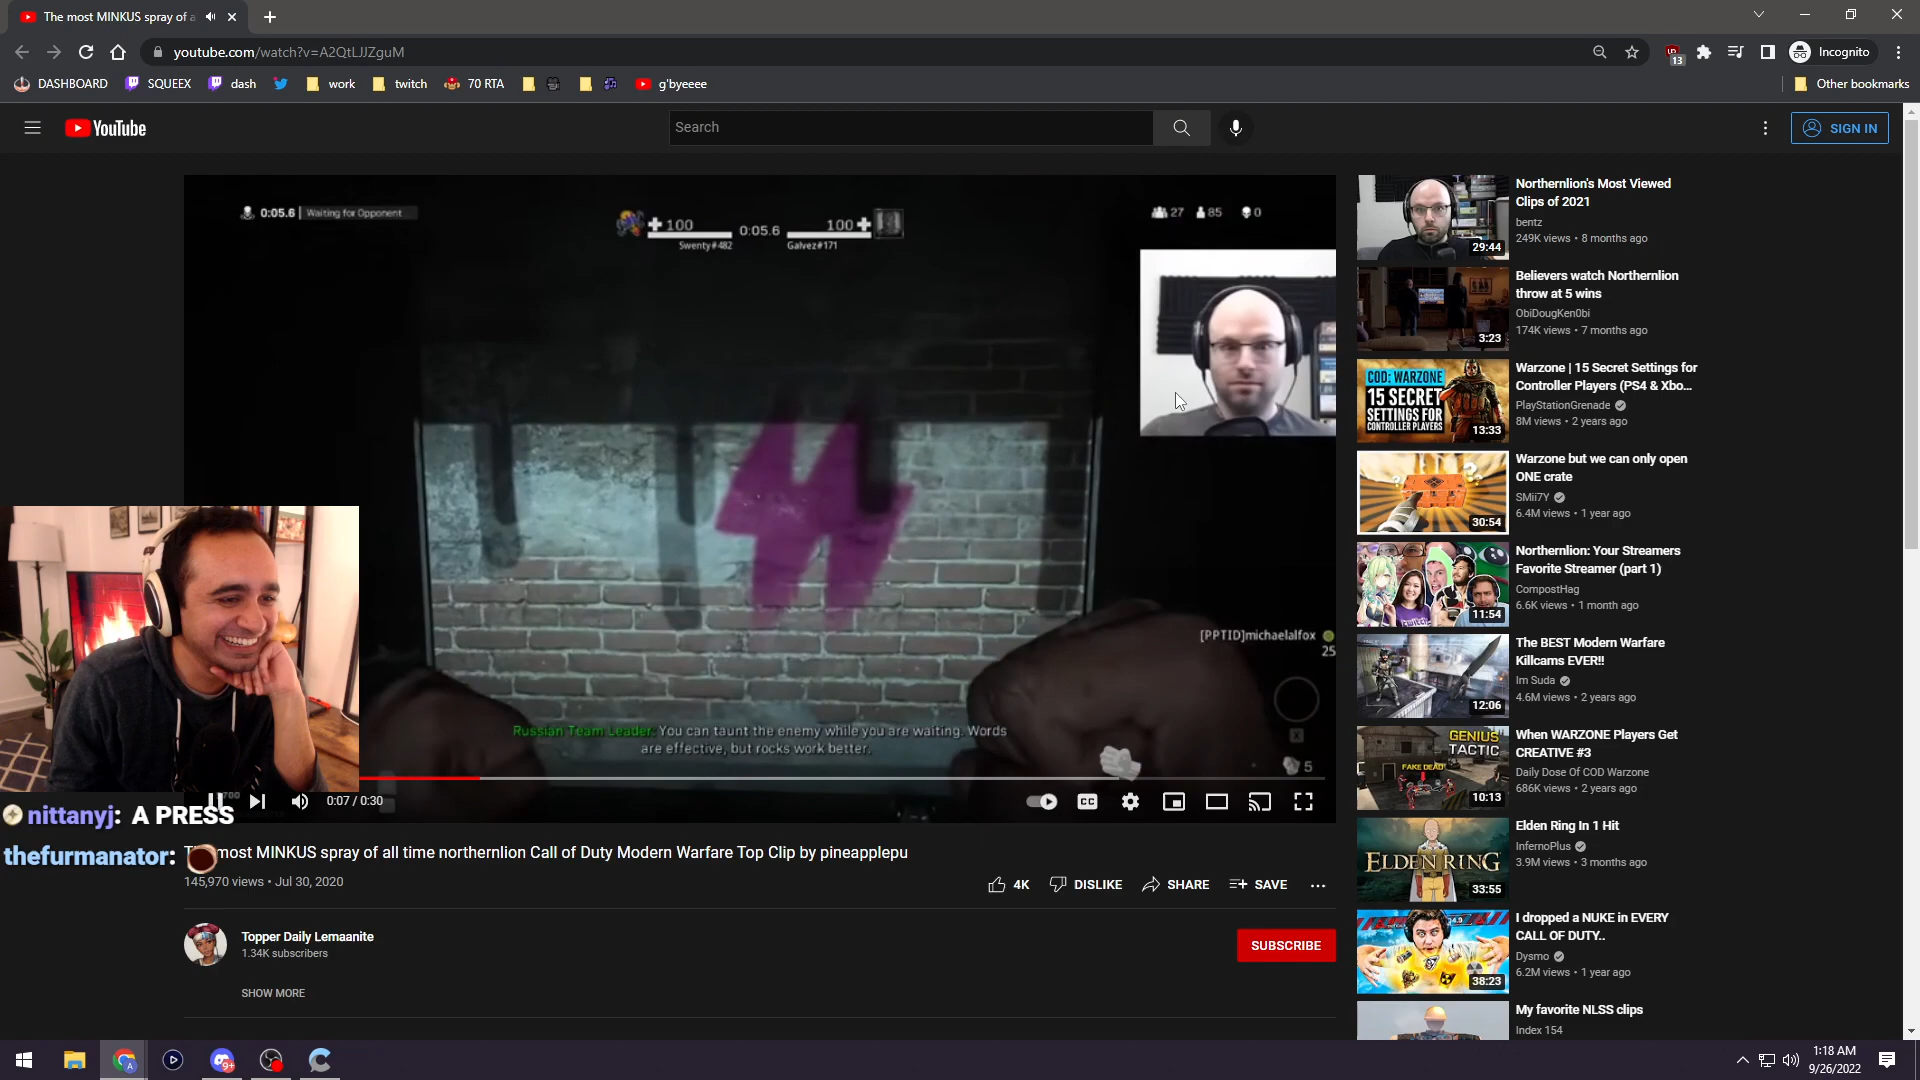 The most MINKUS spray of a
youtube.com/watch?v=A2QtLJJZguM
13
Incognito
DASHBOARD
SQUEEX
dash
work
twitch
70 RTA
g'byeeee
Other bookmarks
YouTube
Search
SIGN IN
0:05.6 | Waiting for Opponent
100
Swenty#482
0:05.6
100
Galvez#171
27
85
0
[PPTID]michaelalfox
25
Russian Team Leader: You can taunt the enemy while you are waiting. Words
are effective, but rocks work better.
X
5
0:07 / 0:30
CC
nittanyj: A PRESS
thefurmanator:
most MINKUS spray of all time northernlion Call of Duty Modern Warfare Top Clip by pineapplepu
145,970 views • Jul 30, 2020
4K
DISLIKE
SHARE
SAVE
Topper Daily Lemaanite
1.34K subscribers
SUBSCRIBE
SHOW MORE
29:44
Northernlion's Most Viewed
Clips of 2021
bentz
249K views • 8 months ago
3:23
Believers watch Northernlion
throw at 5 wins
ObiDougKen0bi
174K views • 7 months ago
COD: WARZONE
15 SECRET
SETTINGS FOR
CONTROLLER PLAYERS
13:33
Warzone | 15 Secret Settings for
Controller Players (PS4 & Xbo...
PlayStationGrenade
8M views • 2 years ago
30:54
Warzone but we can only open
ONE crate
SMii7Y
6.4M views • 1 year ago
11:54
Northernlion: Your Streamers
Favorite Streamer (part 1)
CompostHag
6.6K views • 1 month ago
12:06
The BEST Modern Warfare
Killcams EVER!!
Im Suda
4.6M views • 2 years ago
GENIUS
TACTIC
FAKE DEAD
10:13
When WARZONE Players Get
CREATIVE #3
Daily Dose Of COD Warzone
686K views • 2 years ago
ELDEN RING
33:55
Elden Ring In 1 Hit
InfernoPlus
3.9M views • 3 months ago
38:23
I dropped a NUKE in EVERY
CALL OF DUTY..
Dysmo
6.2M views • 1 year ago
My favorite NLSS clips
Index 154
A
9+
1:18 AM
9/26/2022